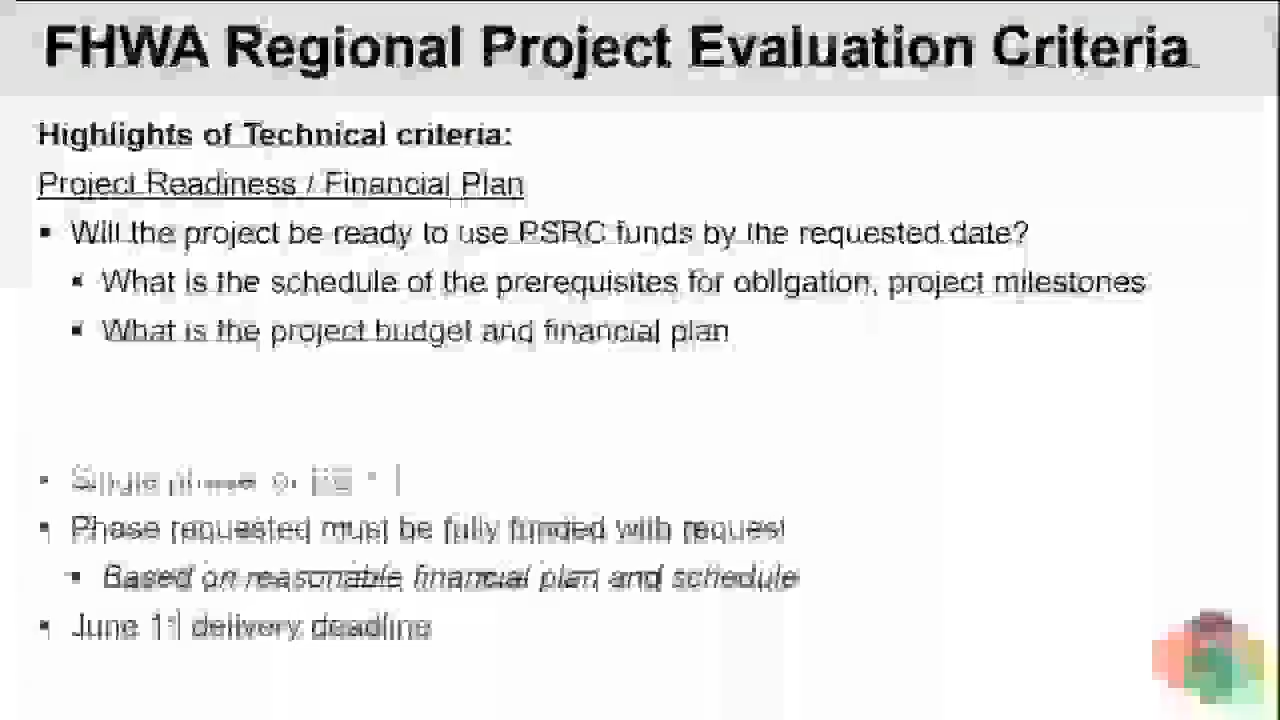 FHWA Regional Project Evaluation Criteria
Highlights of Technical criteria:
Project Readiness / Financial Plan
▪ Will the project be ready to use PSRC funds by the requested date?
▪ What is the schedule of the prerequisites for obligation, project milestones
▪ What is the project budget and financial plan
▪ Single phase
▪ Phase requested must be fully funded with request
▪ Based on reasonable financial plan and schedule
▪ June delivery deadline